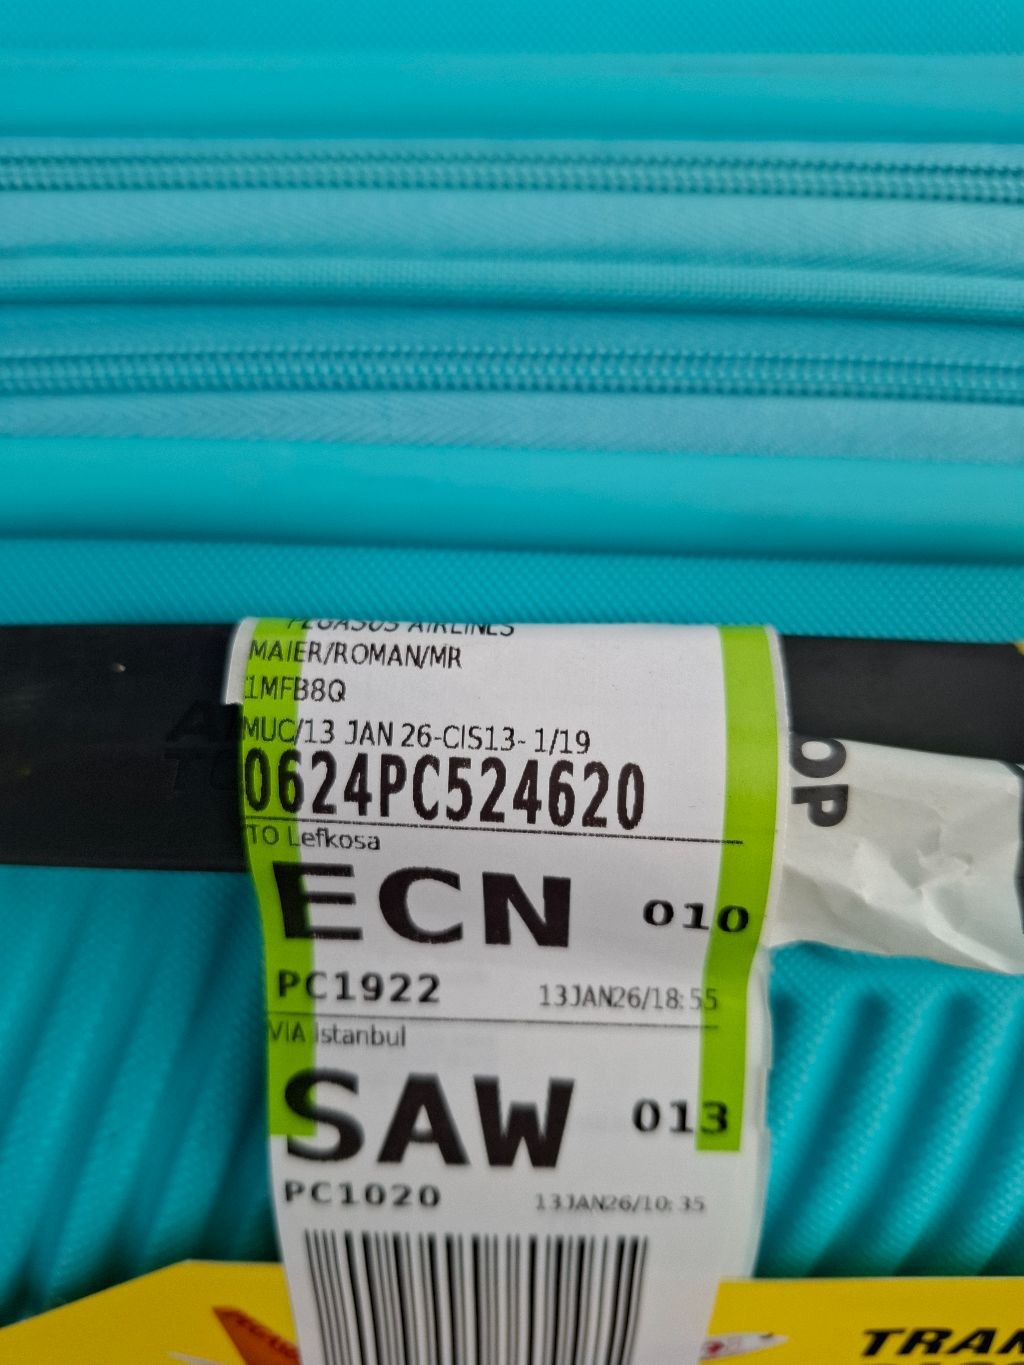 PEGASUS AIRLINES
MAIER/ROMAN/MR
1MFB8Q
MUC/13 JAN 26-CIS13- 1/19
0624PC524620
TO Lefkosa
ECN 010
PC1922 13JAN26/18:55
VIA istanbul
SAW 013
PC1020 13JAN26/10:35